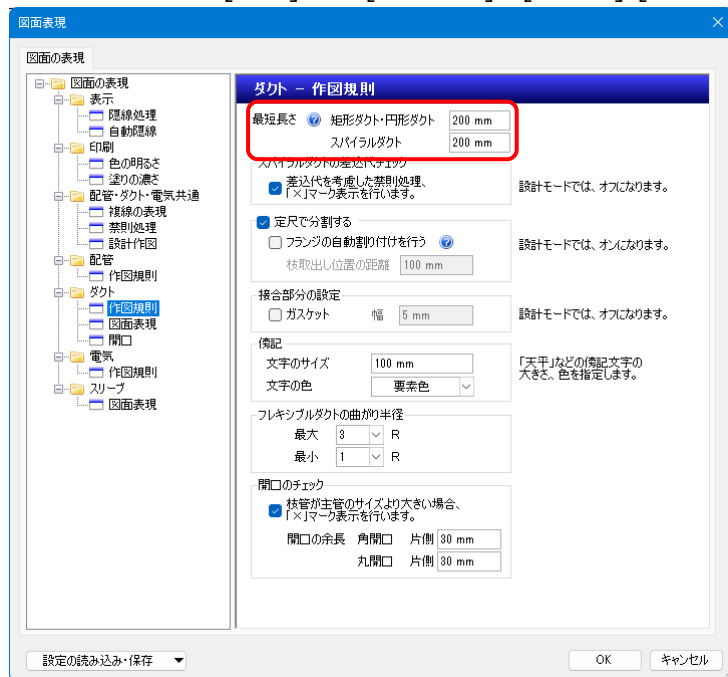 図面表現
図面の表現
図面の表現
表示
隠線処理
自動隠線
印刷
色の明るさ
塗りの濃さ
配管・ダクト・電気共通
複線の表現
禁則処理
設計作図
配管
作図規則
ダクト
作図規則
図面表現
開口
電気
作図規則
スリーブ
図面表現
ダクト - 作図規則
最短長さ 矩形ダクト・円形ダクト 200 mm
スパイラルダクト 200 mm
スパイラルダクトの差込代チェック
差込代を考慮した禁則処理、
「×」マーク表示を行います。
設計モードでは、オフになります。
定尺で分割する
フランジの自動割り付けを行う
設計モードでは、オンになります。
枝取出し位置の距離 100 mm
接合部分の設定
ガスケット 幅 5 mm
設計モードでは、オフになります。
傍記
文字のサイズ 100 mm
文字の色 要素色
「天平」などの傍記文字の
大きさ、色を指定します。
フレキシブルダクトの曲がり半径
最大 3 R
最小 1 R
開口のチェック
枝管が主管のサイズより大きい場合、
「×」マーク表示を行います。
開口の余長 角開口 片側 30 mm
丸開口 片側 30 mm
設定の読み込み・保存
OK キャンセル